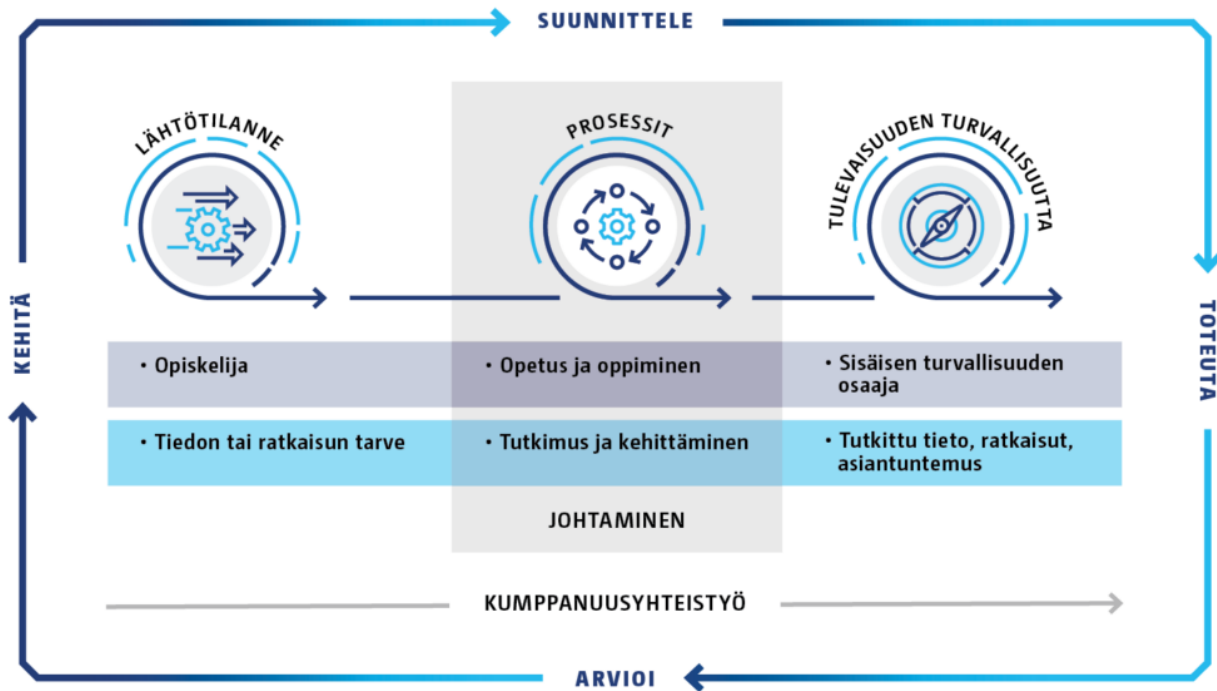 SUUNNITTELE
LÄHTÖTILANNE
PROSESSIT
TULEVAISUUDEN TURVALLISUUTTA
KEHITÄ
TOTEUTA
• Opiskelija
• Opetus ja oppiminen
• Sisäisen turvallisuuden
osaaja
• Tiedon tai ratkaisun tarve
• Tutkimus ja kehittäminen
• Tutkittu tieto, ratkaisut,
asiantuntemus
JOHTAMINEN
KUMPPANUUSYHTEISTYÖ
ARVIOI